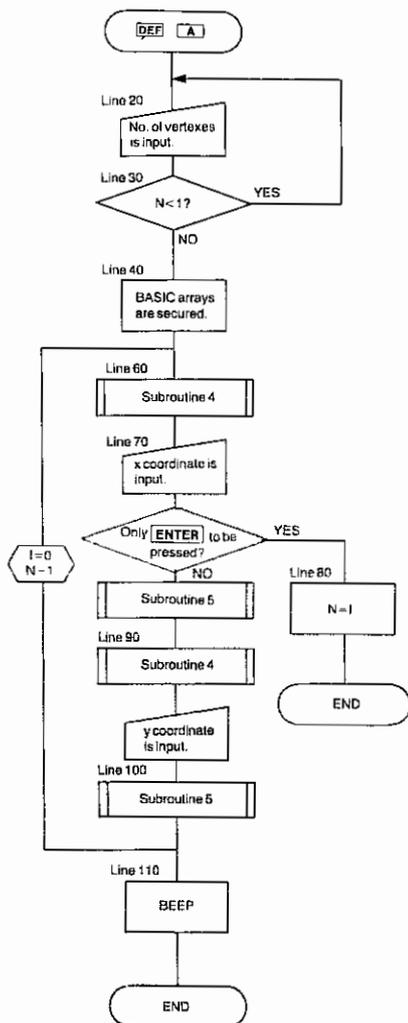 DEF A
Line 20
No. of vertexes
is input.
Line 30
N<1?
YES
NO
Line 40
BASIC arrays
are secured.
Line 60
Subroutine 4
Line 70
x coordinate is
input.
Only ENTER to be
pressed?
YES
NO
I=0
N-1
Line 80
N=I
END
Subroutine 5
Line 90
Subroutine 4
y coordinate
is input.
Line 100
Subroutine 5
Line 110
BEEP
END